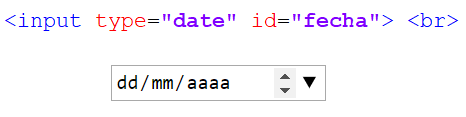 <input type="date" id="fecha"> <br>
dd/mm/aaaa